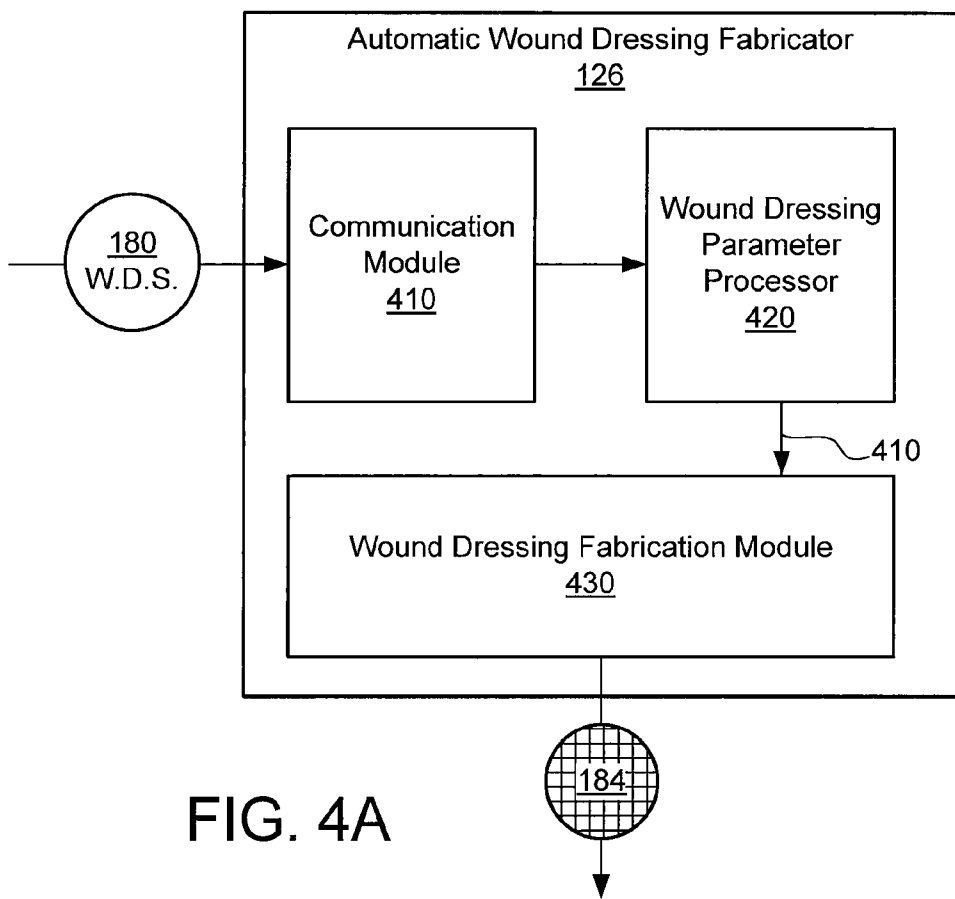 Automatic Wound Dressing Fabricator
126
180
W.D.S.
Communication
Module
410
Wound Dressing
Parameter
Processor
420
410
Wound Dressing Fabrication Module
430
184
FIG. 4A